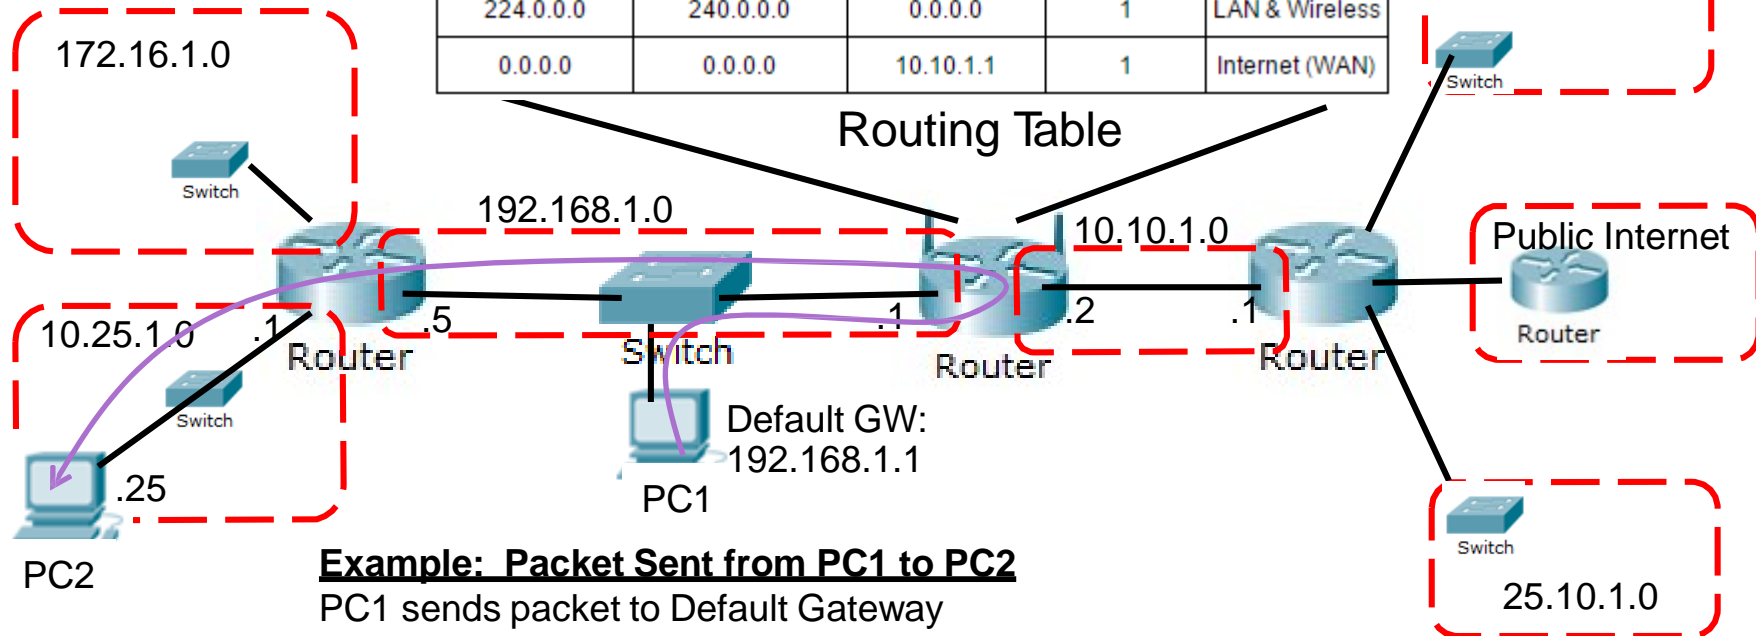 224.0.0.0 240.0.0.0 0.0.0.0 1 LAN & Wireless
0.0.0.0 0.0.0.0 10.10.1.1 1 Internet (WAN)
Routing Table
172.16.1.0
Switch
Switch
192.168.1.0
10.10.1.0
Public Internet
Router
10.25.1.0
.1
.5
Router
Switch
.1
Router
.2
.1
Router
Switch
Default GW:
192.168.1.1
PC1
.25
PC2
Switch
25.10.1.0
Example: Packet Sent from PC1 to PC2
PC1 sends packet to Default Gateway